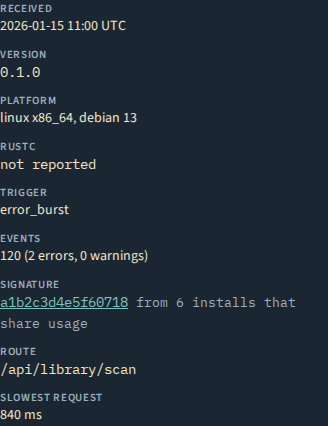 RECEIVED
2026-01-15 11:00 UTC
VERSION
0.1.0
PLATFORM
linux x86_64, debian 13
RUSTC
not reported
TRIGGER
error_burst
EVENTS
120 (2 errors, 0 warnings)
SIGNATURE
a1b2c3d4e5f60718 from 6 installs that
share usage
ROUTE
/api/library/scan
SLOWEST REQUEST
840 ms